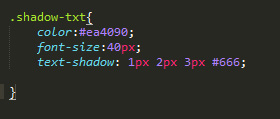 .shadow-txt{
color:#ea4090;
font-size:40px;
text-shadow: 1px 2px 3px #666;
}